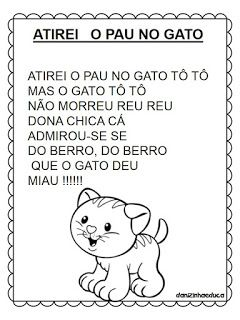 ATIREI O PAU NO GATO
ATIREI O PAU NO GATO TÔ TÔ
MAS O GATO TÔ TÔ
NÃO MORREU REU REU
DONA CHICA CÁ
ADMIROU-SE SE
DO BERRO, DO BERRO
QUE O GATO DEU
MIAU !!!!!!
danizinhaeduca